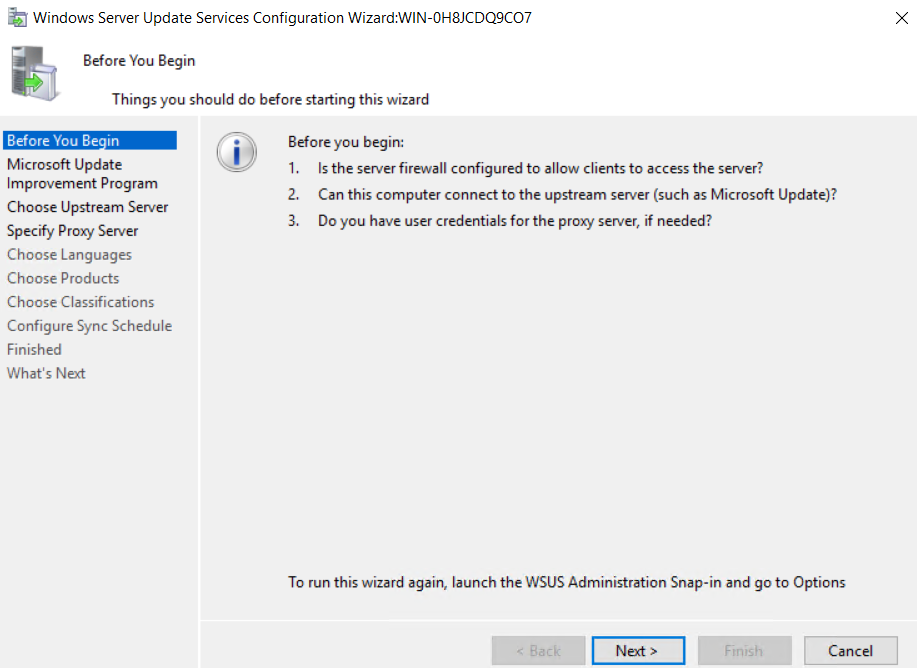 Windows Server Update Services Configuration Wizard:WIN-0H8JCDQ9CO7
Before You Begin
Things you should do before starting this wizard
Before You Begin
Microsoft Update
Improvement Program
Choose Upstream Server
Specify Proxy Server
Choose Languages
Choose Products
Choose Classifications
Configure Sync Schedule
Finished
What's Next
Before you begin:
1. Is the server firewall configured to allow clients to access the server?
2. Can this computer connect to the upstream server (such as Microsoft Update)?
3. Do you have user credentials for the proxy server, if needed?
To run this wizard again, launch the WSUS Administration Snap-in and go to Options
< Back
Next >
Finish
Cancel